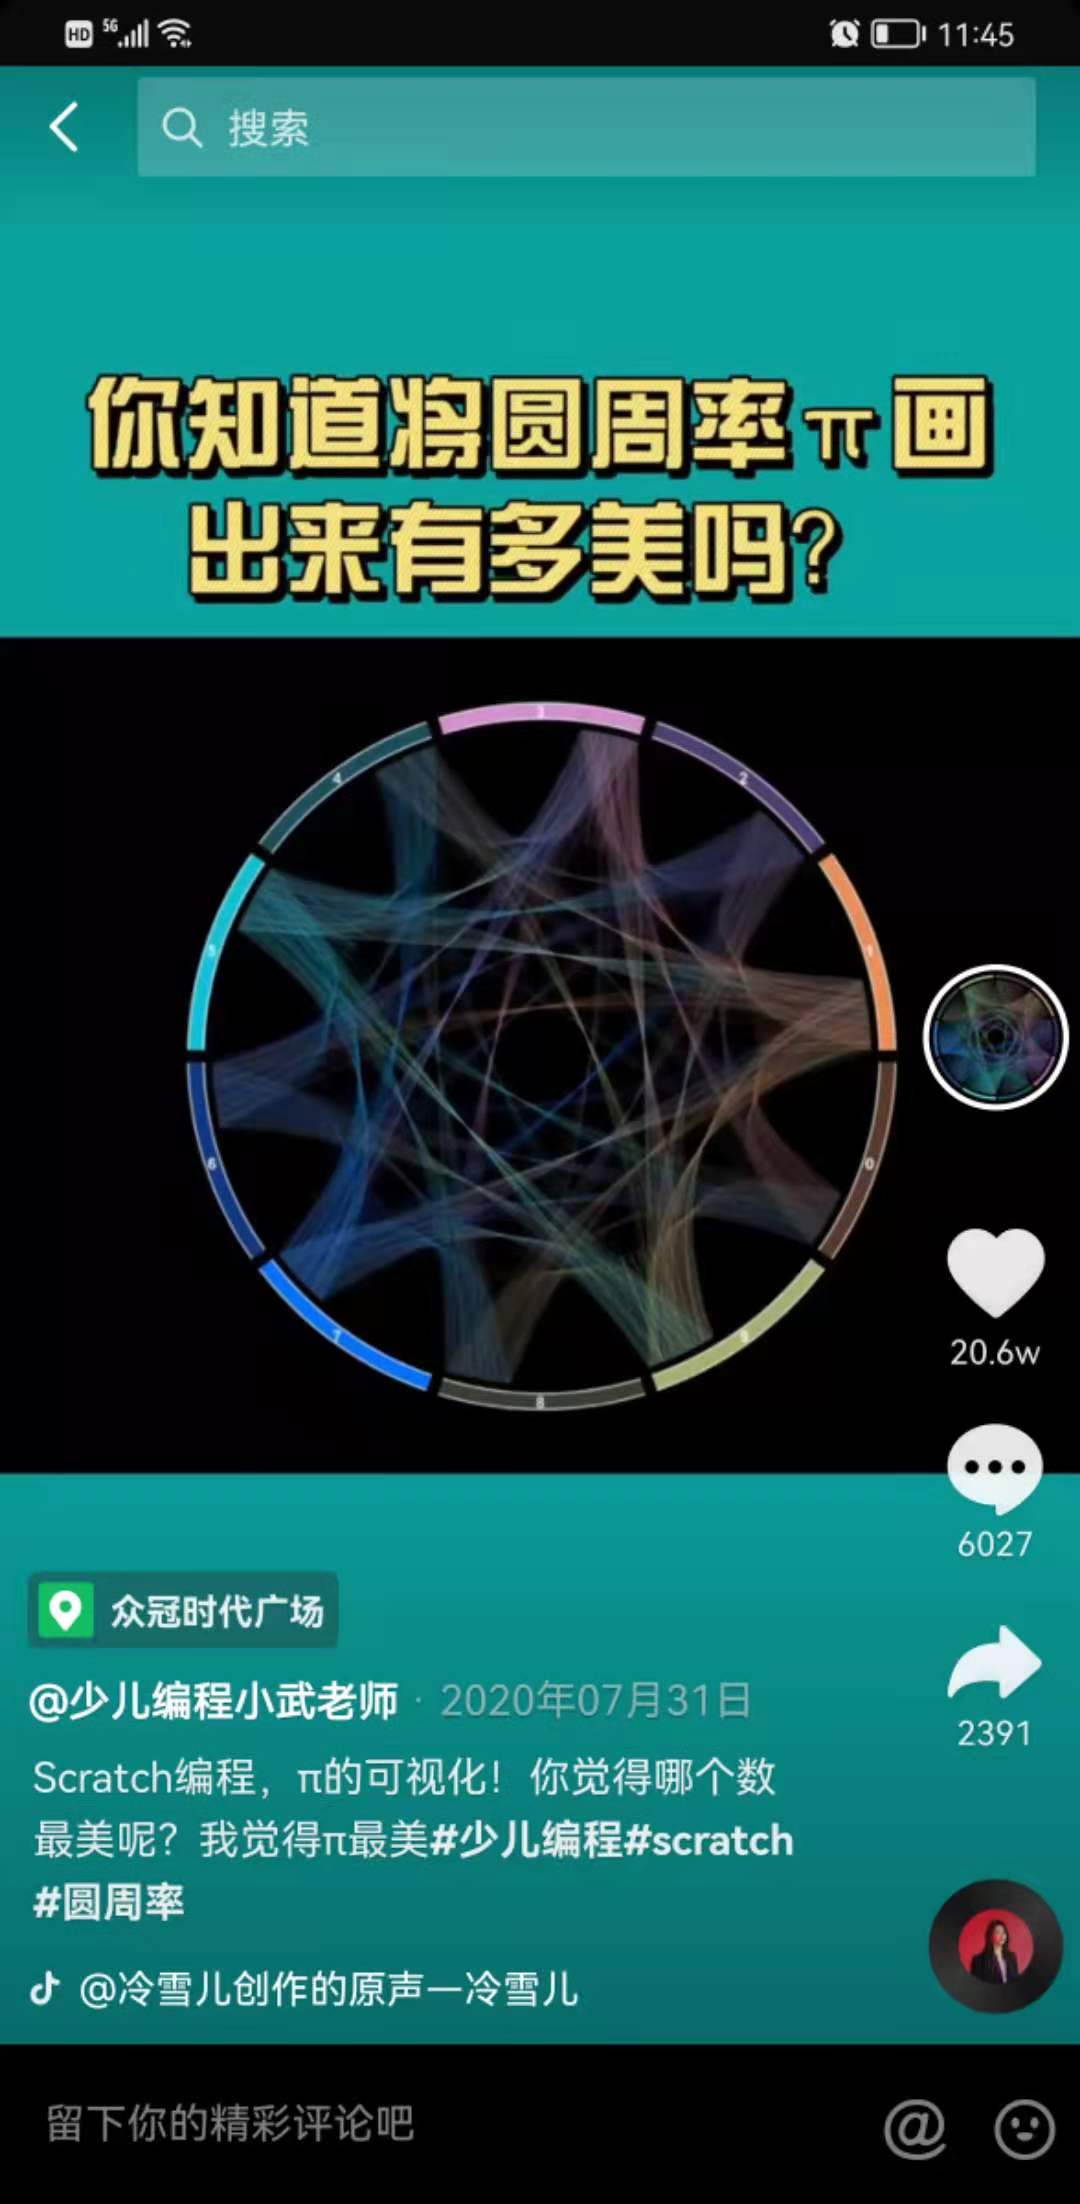 HD 5G 11:45
搜索
你知道将圆周率π画
出来有多美吗?
3
4
2
5
1
6
0
7
9
8
20.6w
6027
众冠时代广场
2391
@少儿编程小武老师 · 2020年07月31日
Scratch编程，π的可视化！你觉得哪个数
最美呢？我觉得π最美#少儿编程#scratch
#圆周率
@冷雪儿创作的原声一冷雪儿
留下你的精彩评论吧